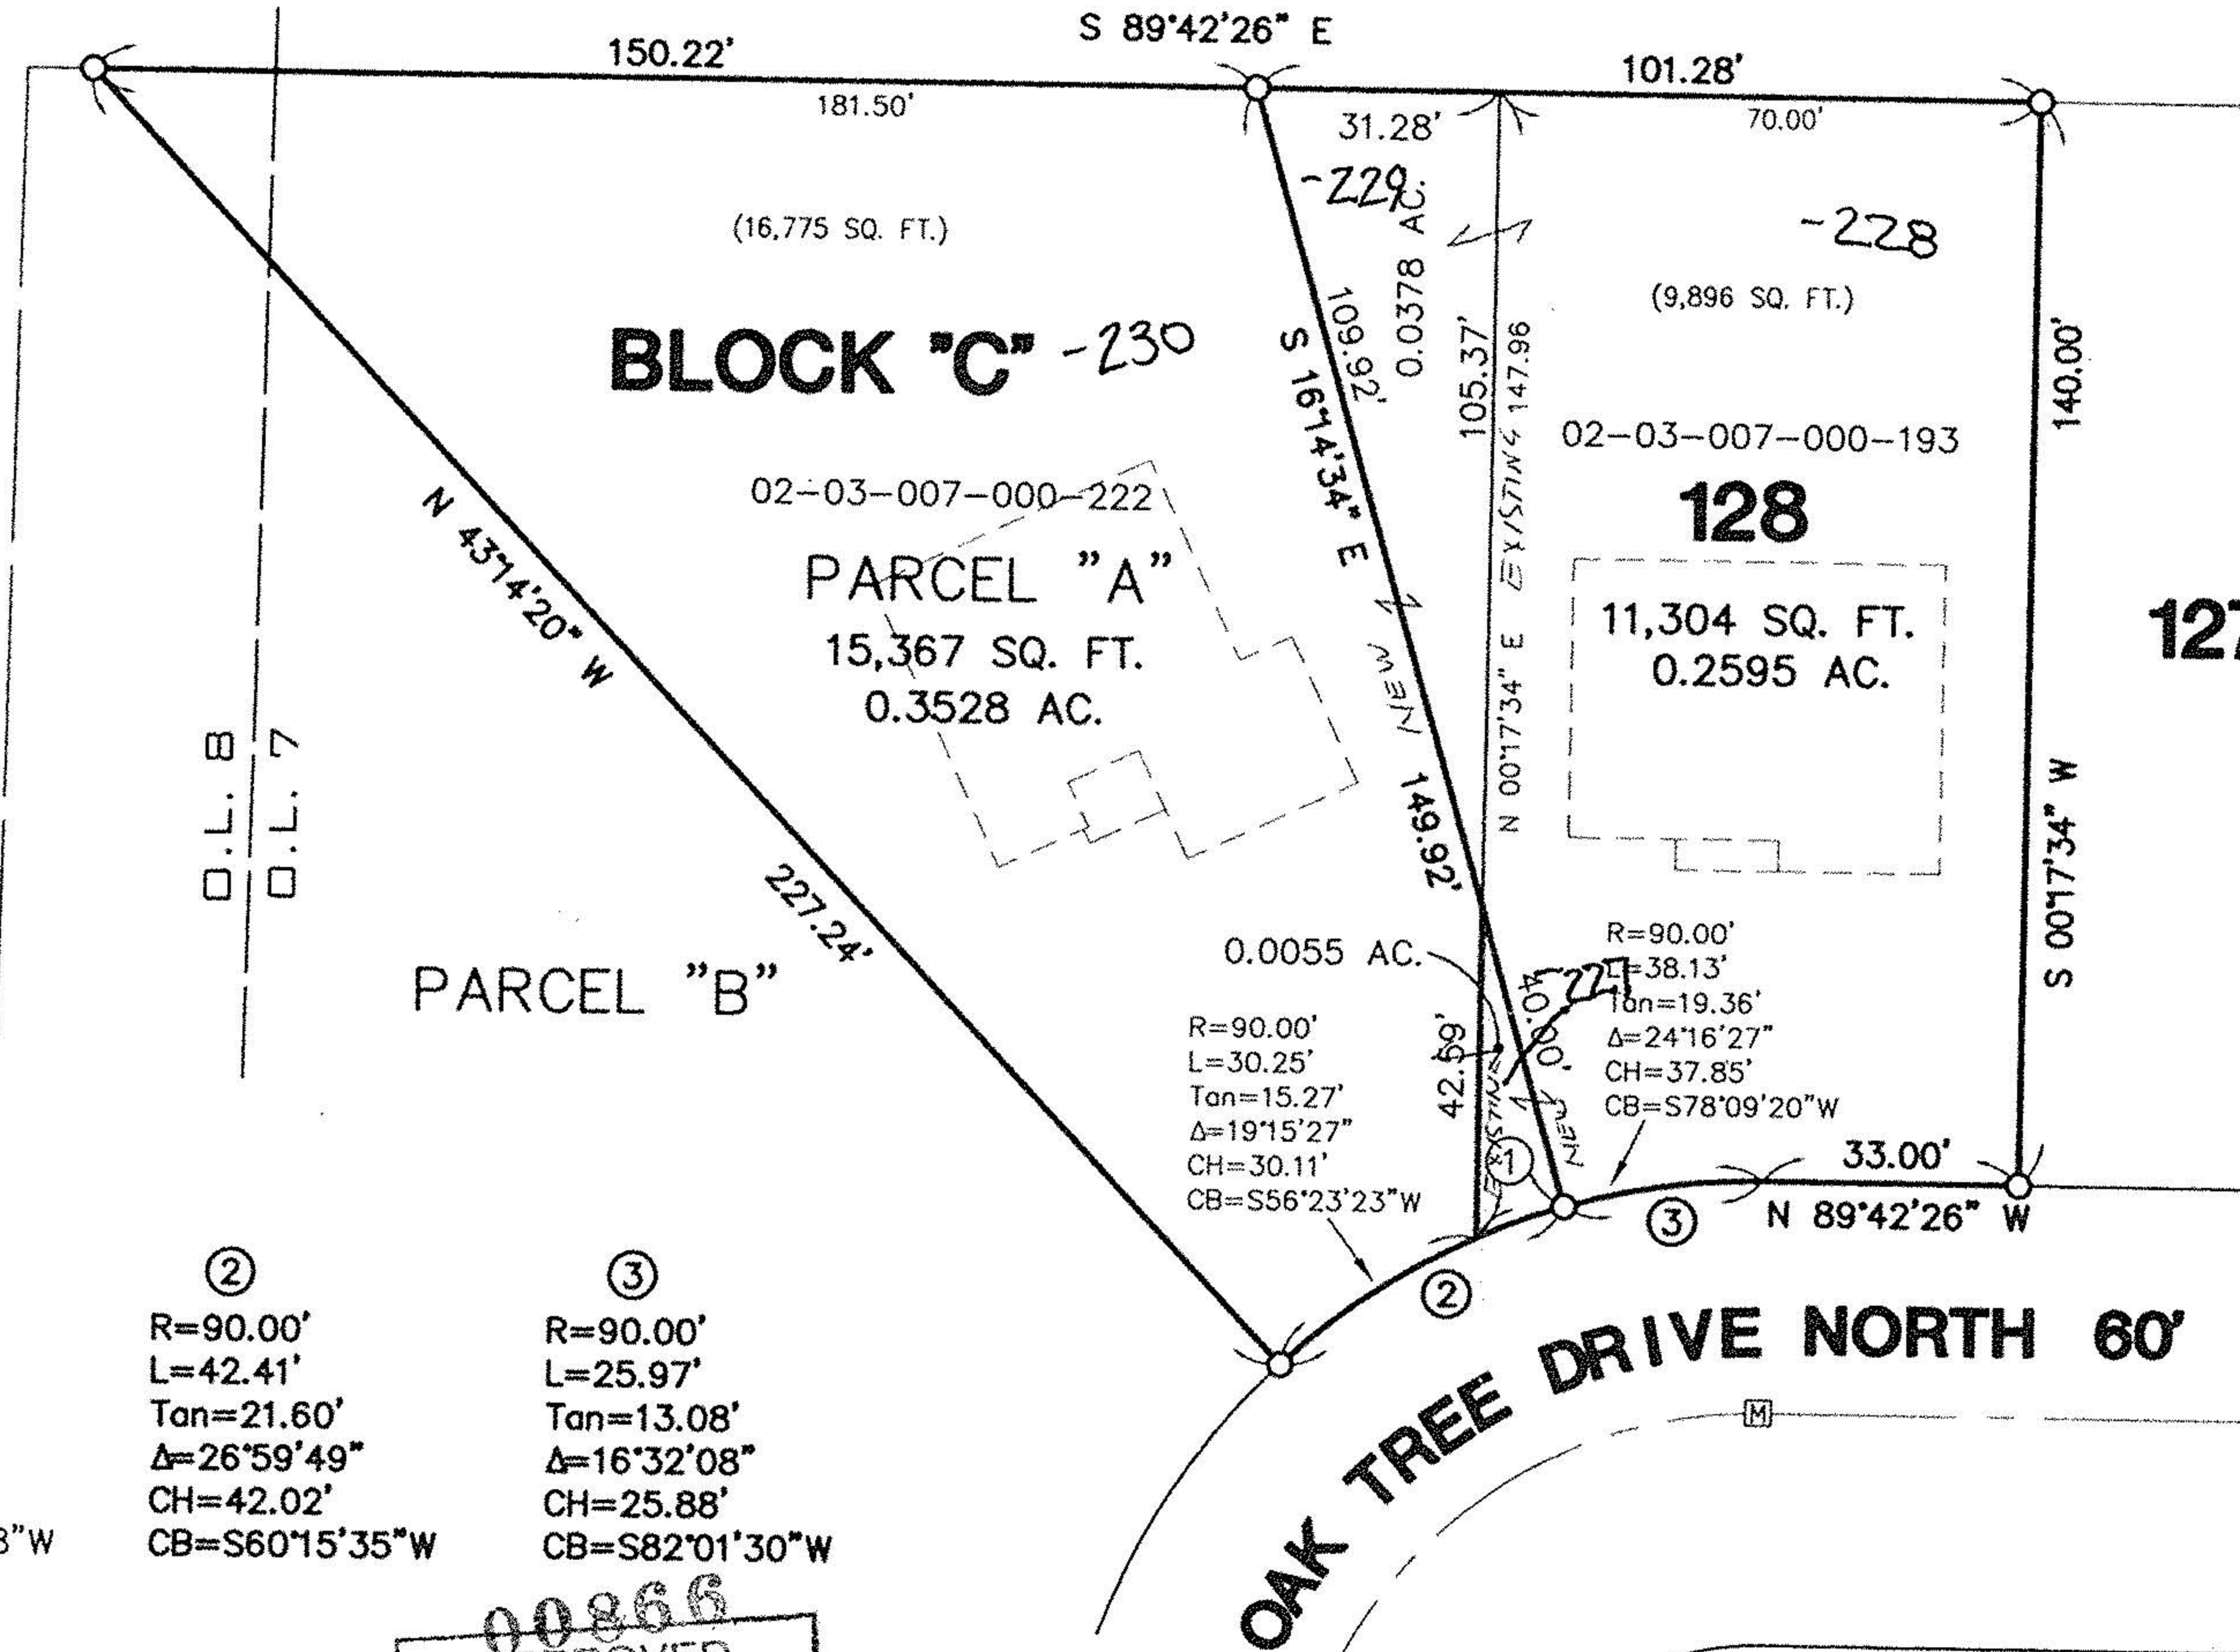 S 89°42'26" E
150.22'
101.28'
181.50'
31.28'
70.00'
-229
-228
(16,775 SQ. FT.)
0.0378 AC.
(9,896 SQ. FT.)
BLOCK "C" -230
109.92'
S 16°14'34" E
105.37'
EXISTING 147.96
140.00'
02-03-007-000-193
128
02-03-007-000-222
PARCEL "A"
15,367 SQ. FT.
0.3528 AC.
N 43°14'20" W
227.24'
11,304 SQ. FT.
0.2595 AC.
127
NEW
149.92'
N 00°17'34" E
S 00°17'34" W
O.L. 8
O.L. 7
PARCEL "B"
0.0055 AC.
-227
40.00'
NEW
42.59'
EXISTING
1
R=90.00'
L=38.13'
Tan=19.36'
Δ=24°16'27"
CH=37.85'
CB=S78°09'20"W
R=90.00'
L=30.25'
Tan=15.27'
Δ=19°15'27"
CH=30.11'
CB=S56°23'23"W
33.00'
N 89°42'26" W
3
2
OAK TREE DRIVE NORTH 60'
M
2
R=90.00'
L=42.41'
Tan=21.60'
Δ=26°59'49"
CH=42.02'
CB=S60°15'35"W
3
R=90.00'
L=25.97'
Tan=13.08'
Δ=16°32'08"
CH=25.88'
CB=S82°01'30"W
"W
00866